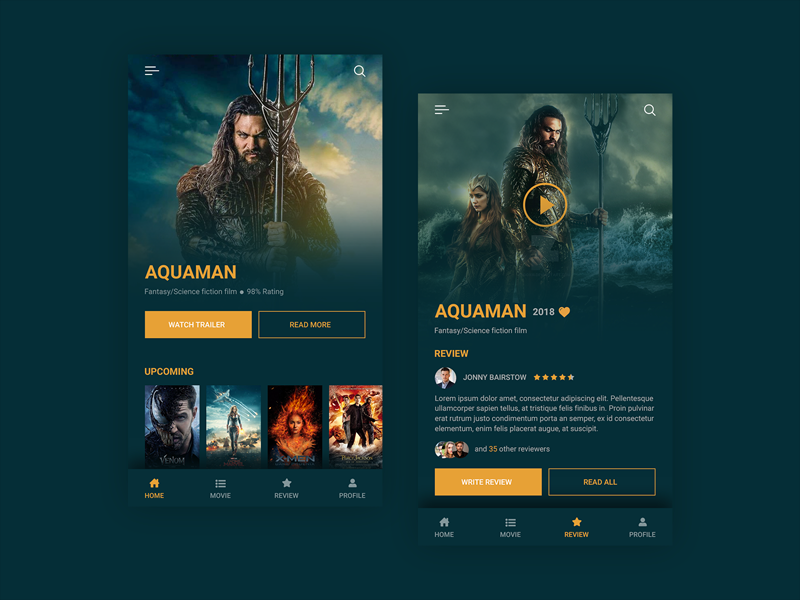 AQUAMAN
Fantasy/Science fiction film ● 98% Rating
WATCH TRAILER
READ MORE
UPCOMING
VENOM
X-MEN
PERCY JACKSON
HOME
MOVIE
REVIEW
PROFILE
AQUAMAN 2018
Fantasy/Science fiction film
REVIEW
JONNY BAIRSTOW
Lorem ipsum dolor amet, consectetur adipiscing elit. Pellentesque
ullamcorper sapien tellus, at tristique felis finibus in. Proin pulvinar
erat rutrum justo condimentum porta an semper, ex id consectetur
elementum, enim felis placerat augue, at suscipit.
and 35 other reviewers
WRITE REVIEW
READ ALL
HOME
MOVIE
REVIEW
PROFILE